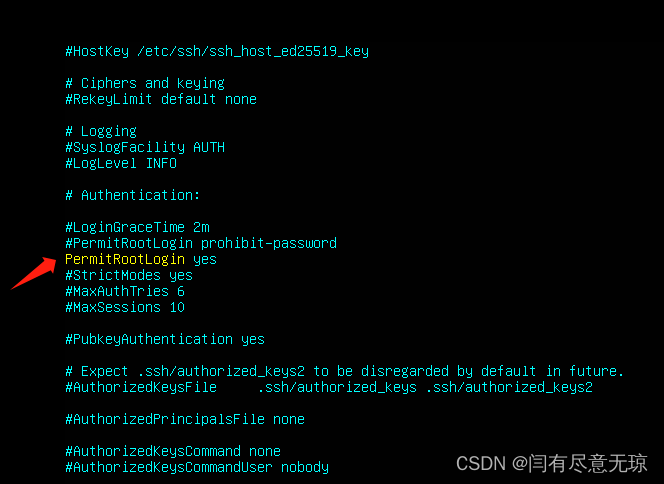 #HostKey /etc/ssh/ssh_host_ed25519_key
# Ciphers and keying
#RekeyLimit default none
# Logging
#SyslogFacility AUTH
#LogLevel INFO
# Authentication:
#LoginGraceTime 2m
#PermitRootLogin prohibit-password
PermitRootLogin yes
#StrictModes yes
#MaxAuthTries 6
#MaxSessions 10
#PubkeyAuthentication yes
# Expect .ssh/authorized_keys2 to be disregarded by default in future.
#AuthorizedKeysFile     .ssh/authorized_keys .ssh/authorized_keys2
#AuthorizedPrincipalsFile none
#AuthorizedKeysCommand none
#AuthorizedKeysCommandUser nobody
CSDN @闫有尽意无琼